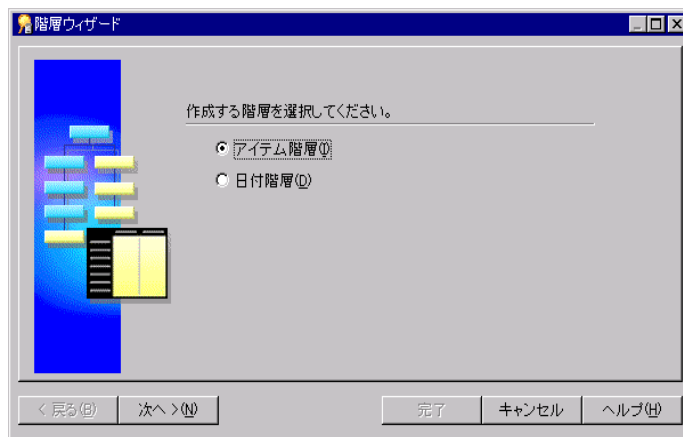 階層ウィザード
作成する階層を選択してください。
アイテム階層(I)
日付階層(D)
< 戻る(B) 次へ >(N) 完了 キャンセル ヘルプ(H)